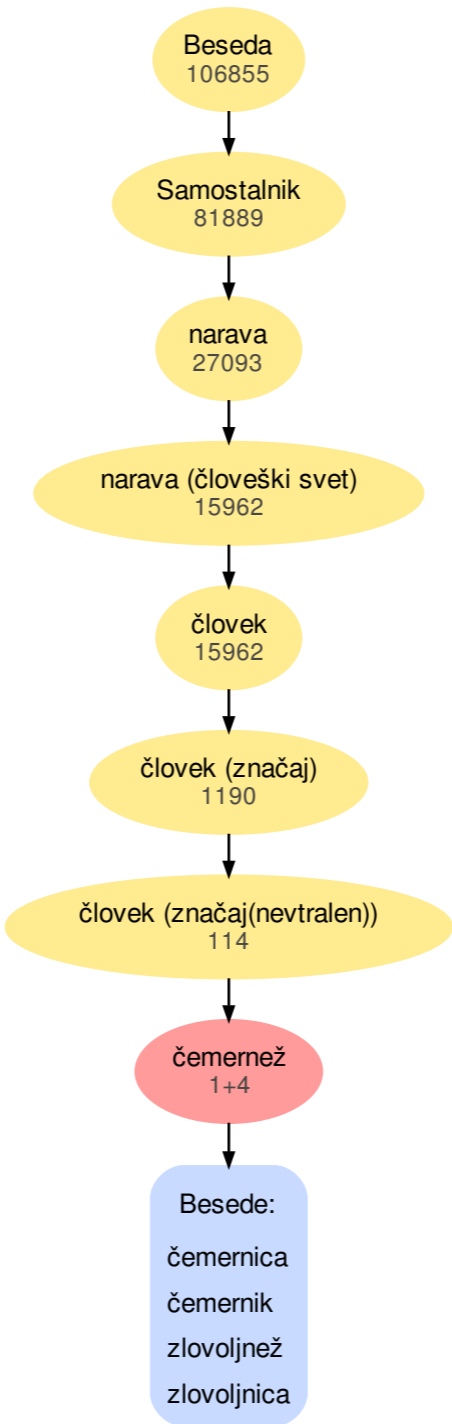 Beseda
106855
Samostalnik
81889
narava
27093
narava (človeški svet)
15962
človek
15962
človek (značaj)
1190
človek (značaj(nevtralen))
114
čemernež
1+4
Besede:
čemernica
čemernik
zlovoljnež
zlovoljnica